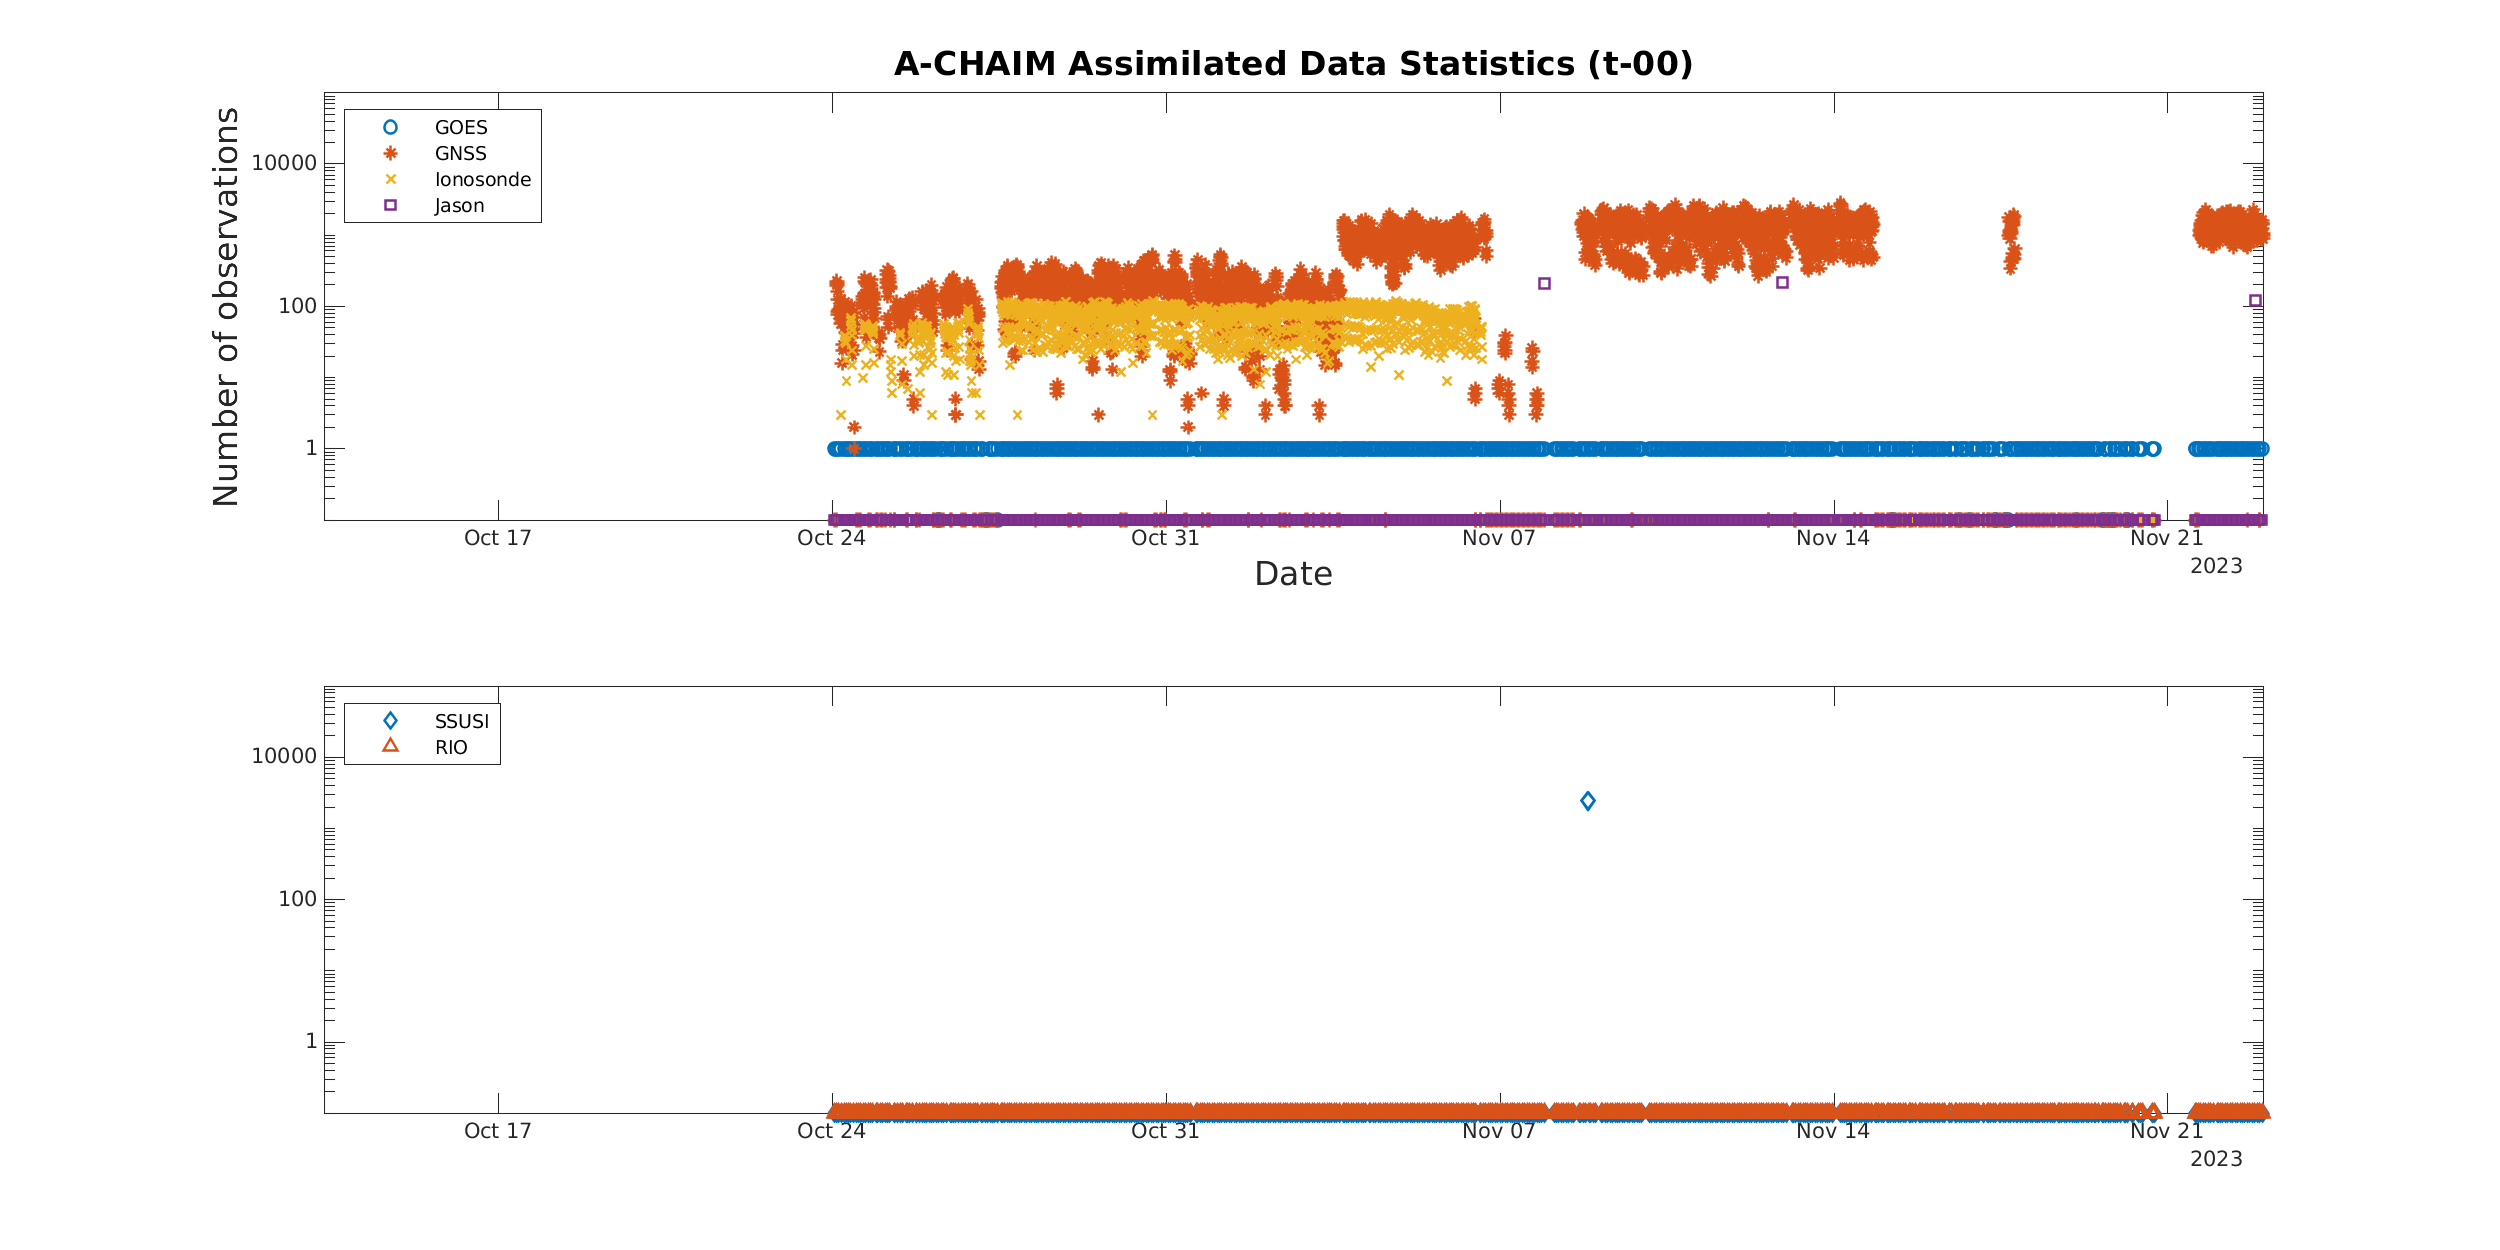 A-CHAIM Assimilated Data Statistics (t-00)
Number of observations
10000
100
1
GOES
GNSS
Ionosonde
Jason
Oct 17
Oct 24
Oct 31
Nov 07
Nov 14
Nov 21
2023
Date
10000
100
1
SSUSI
RIO
Oct 17
Oct 24
Oct 31
Nov 07
Nov 14
Nov 21
2023